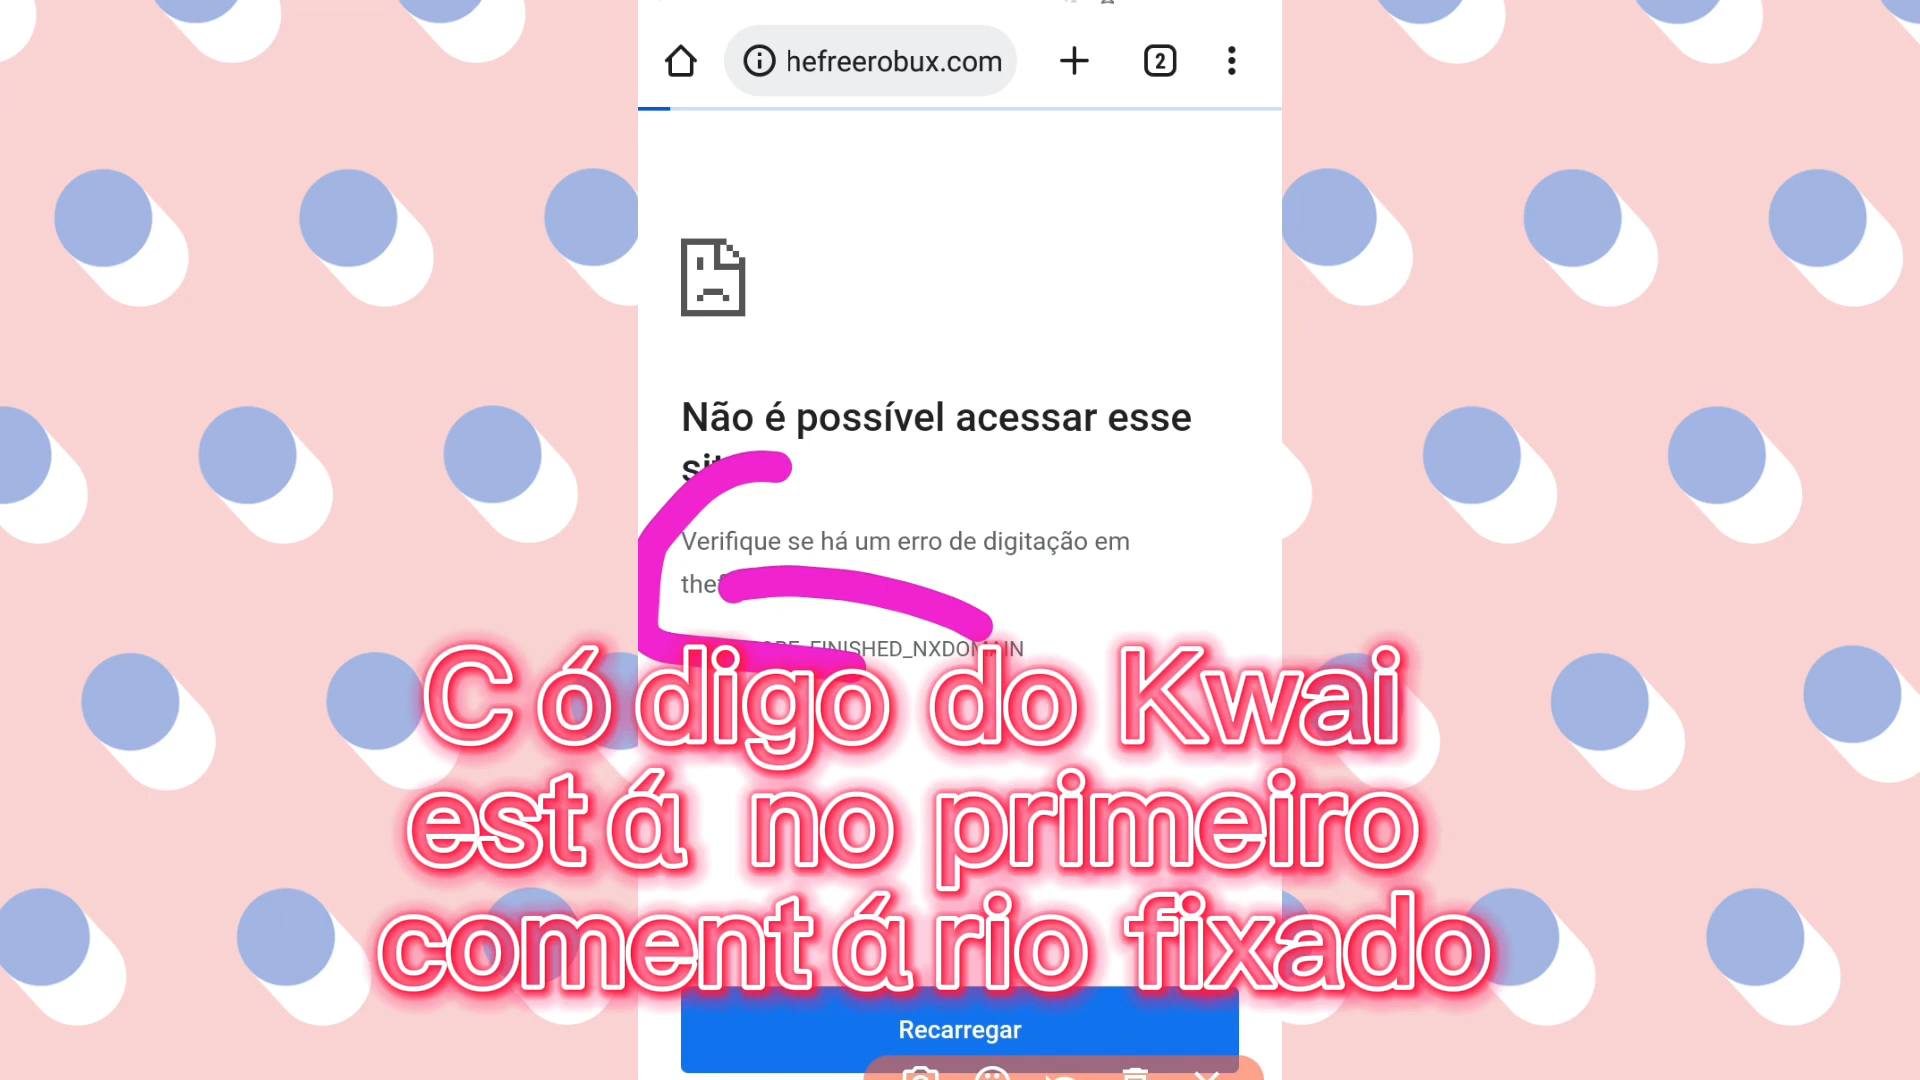 hefreerobux.com
2
Não é possível acessar esse
Verifique se há um erro de digitação em
Código do Kwai
está no primeiro
comentário fixado
Recarregar